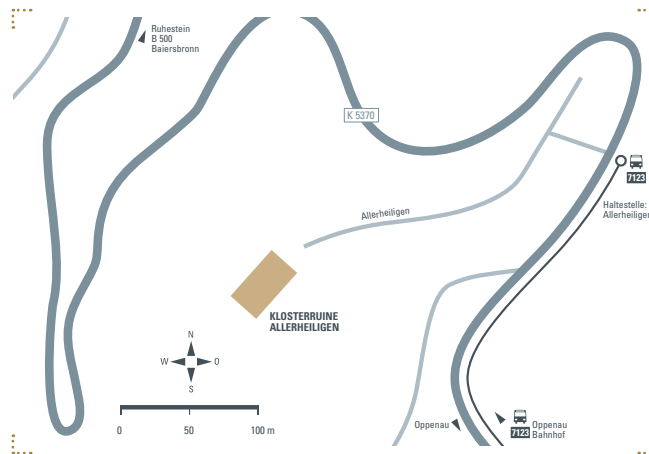 Ruhestein
B 500
Baiersbronn
K 5370
7123
Haltestelle:
Allerheiligen
Allerheiligen
KLOSTERRUINE
ALLERHEILIGEN
N
W O
S
0 50 100 m
Oppenau
7123
Oppenau
Bahnhof